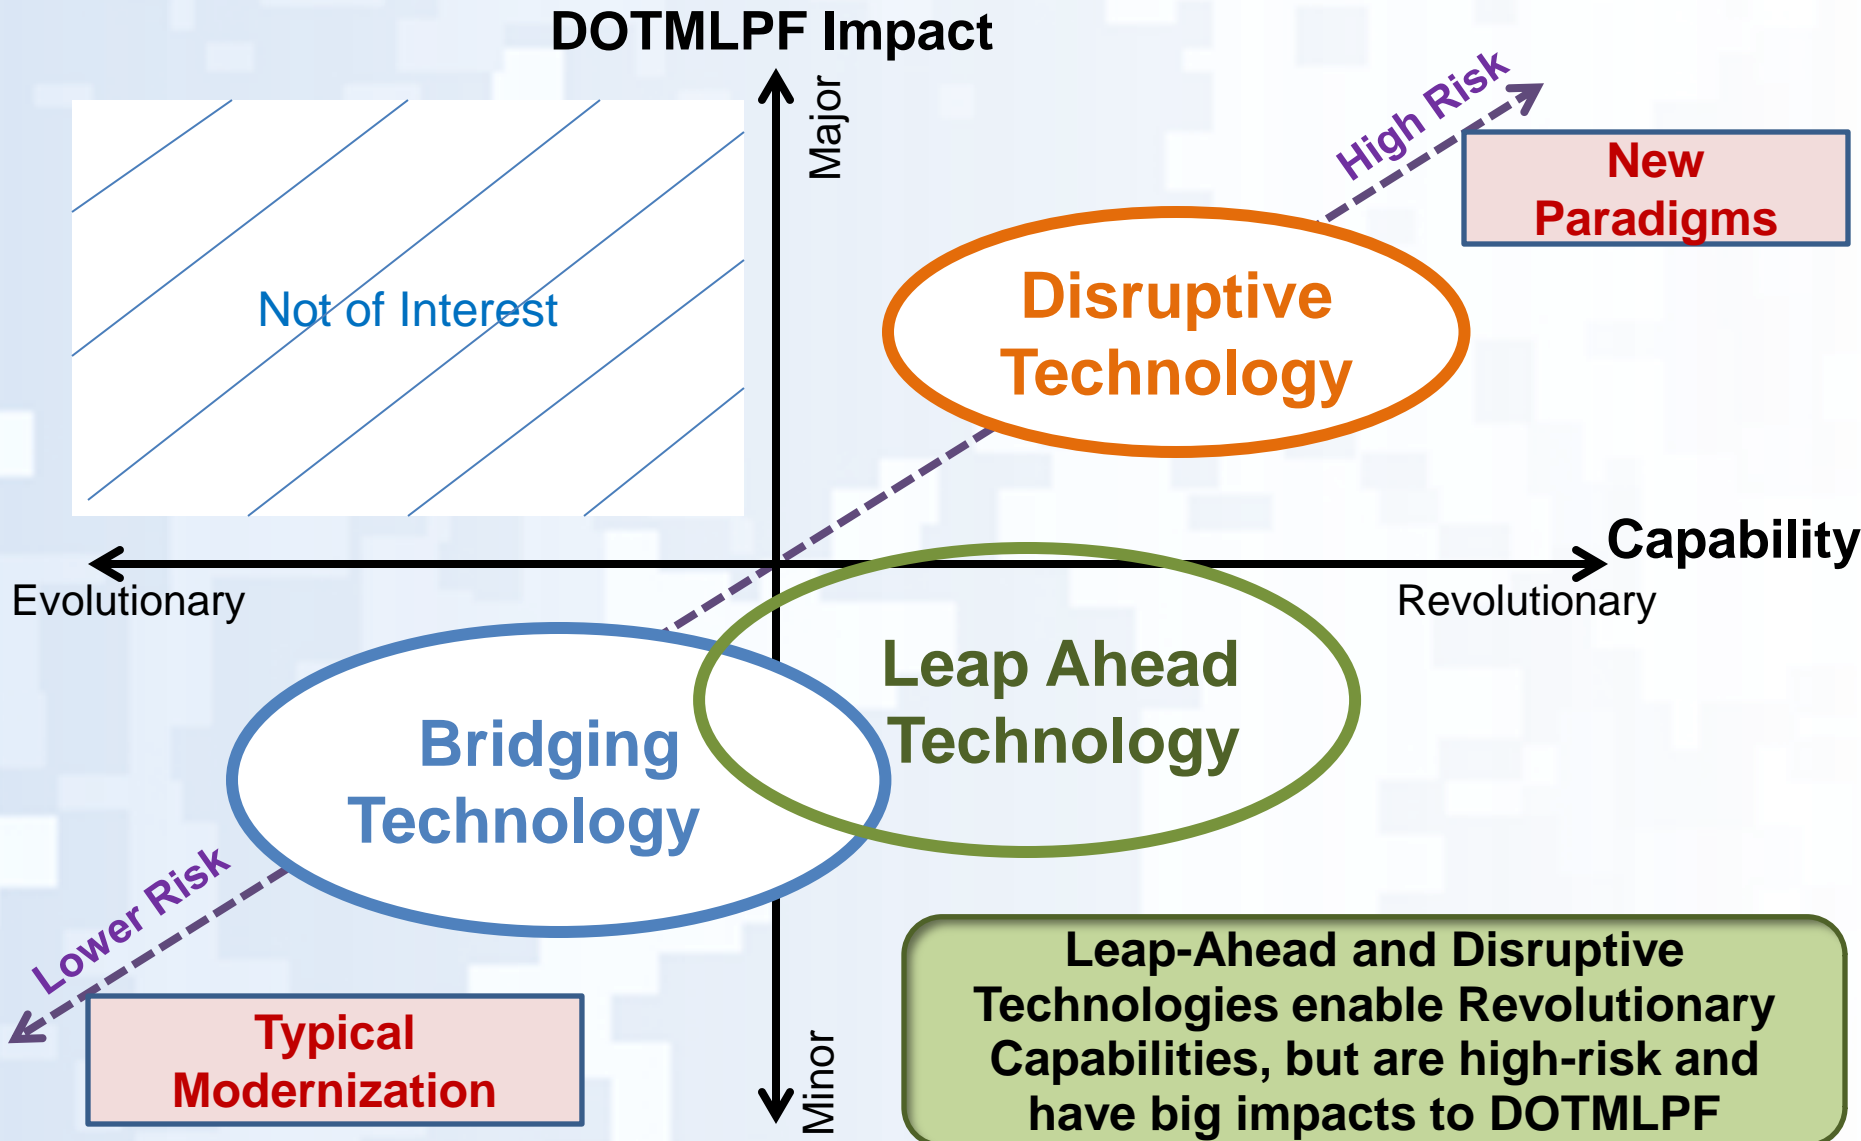 DOTMLPF Impact
Major
High Risk
New
Paradigms
Not of Interest
Disruptive
Technology
Capability
Evolutionary
Revolutionary
Leap Ahead
Technology
Bridging
Technology
Lower Risk
Typical
Modernization
Minor
Leap-Ahead and Disruptive
Technologies enable Revolutionary
Capabilities, but are high-risk and
have big impacts to DOTMLPF